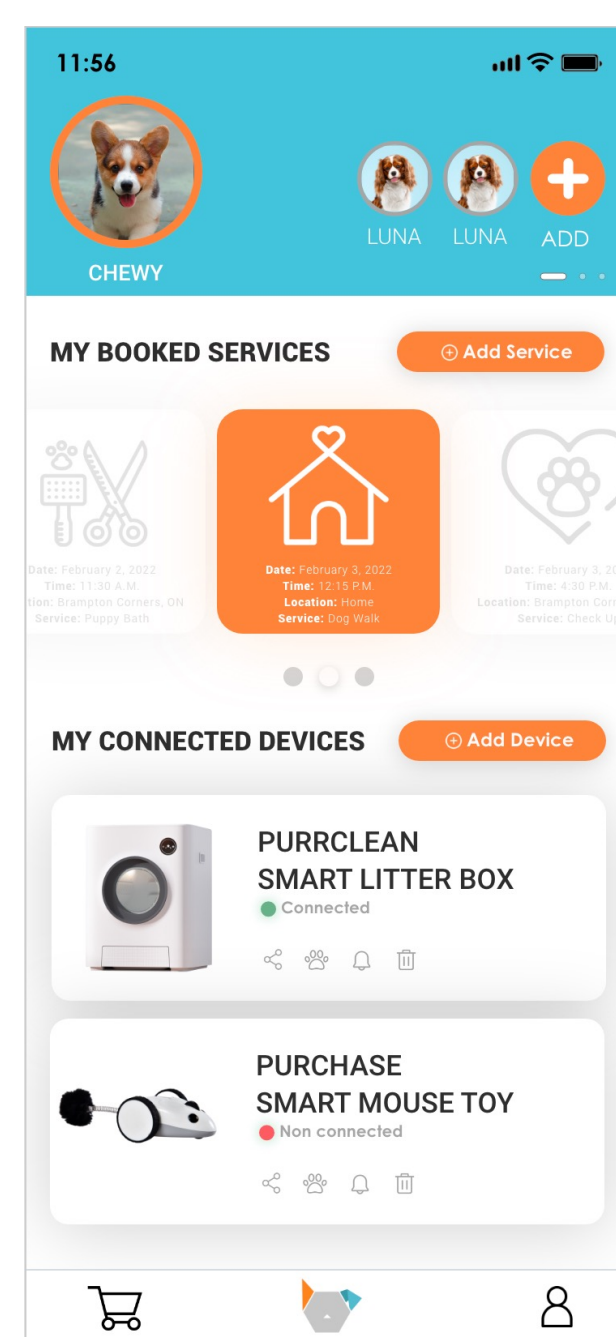 11:56
CHEWY
LUNA
LUNA
ADD
MY BOOKED SERVICES
Add Service
Date: February 2, 2022
Time: 11:30 A.M.
tion: Brampton Corners, ON
Service: Puppy Bath
Date: February 3, 2022
Time: 12:15 P.M.
Location: Home
Service: Dog Walk
Date: February 3, 20
Time: 4:30 P.M.
Location: Brampton Cor
Service: Check Up
MY CONNECTED DEVICES
Add Device
PURRCLEAN
SMART LITTER BOX
Connected
PURCHASE
SMART MOUSE TOY
Non connected